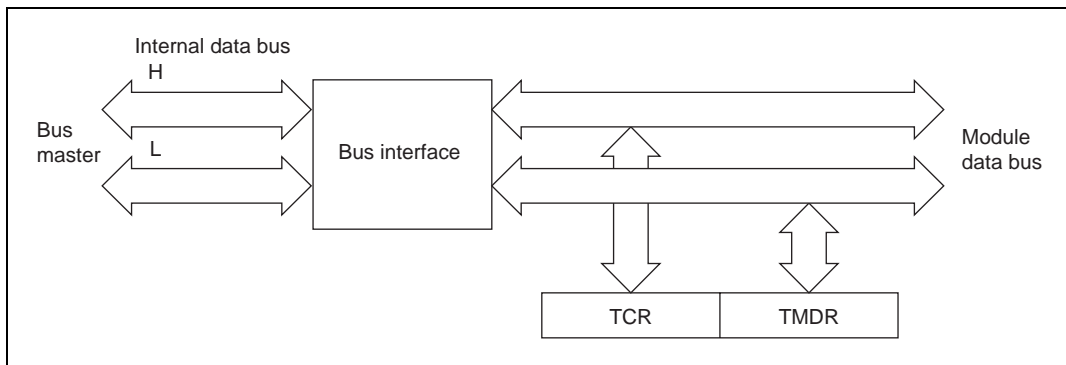 Internal data bus
H
Bus
master
L
Bus interface
Module
data bus
TCR
TMDR